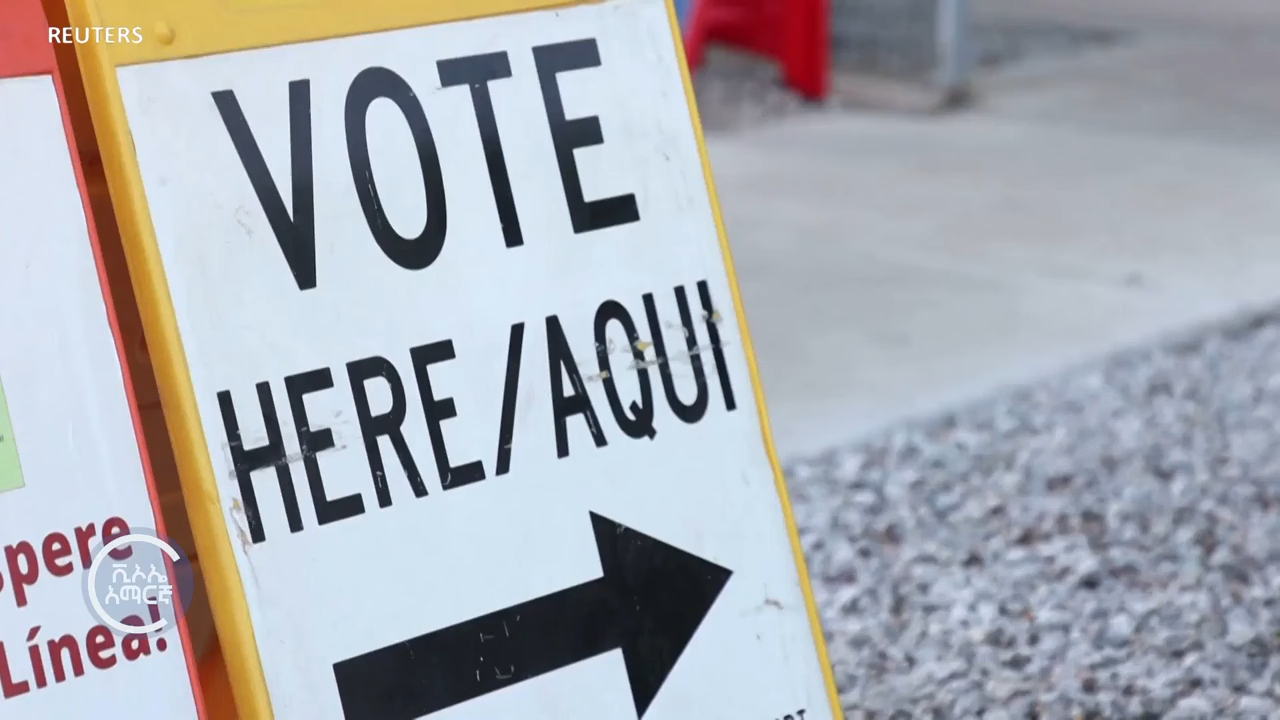 REUTERS
VOTE
HERE/AQUI
spere
Línea!
ቪኦኤ
አማርኛ